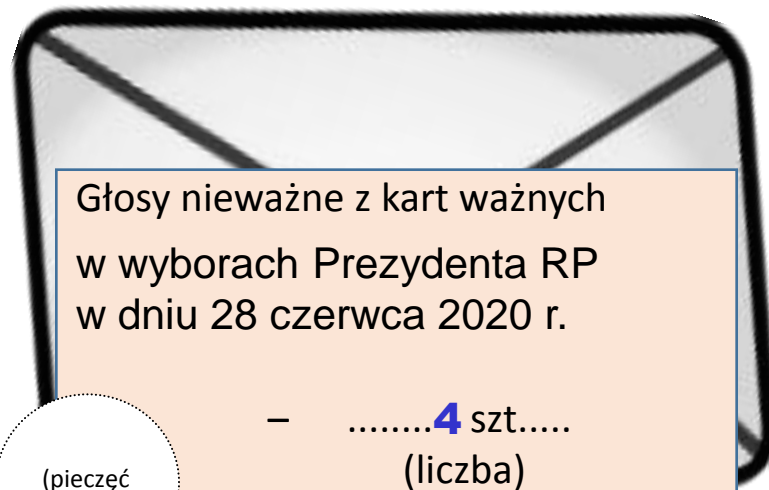 Głosy nieważne z kart ważnych
w wyborach Prezydenta RP
w dniu 28 czerwca 2020 r.
– ........4 szt.....
(liczba)
(pieczęć